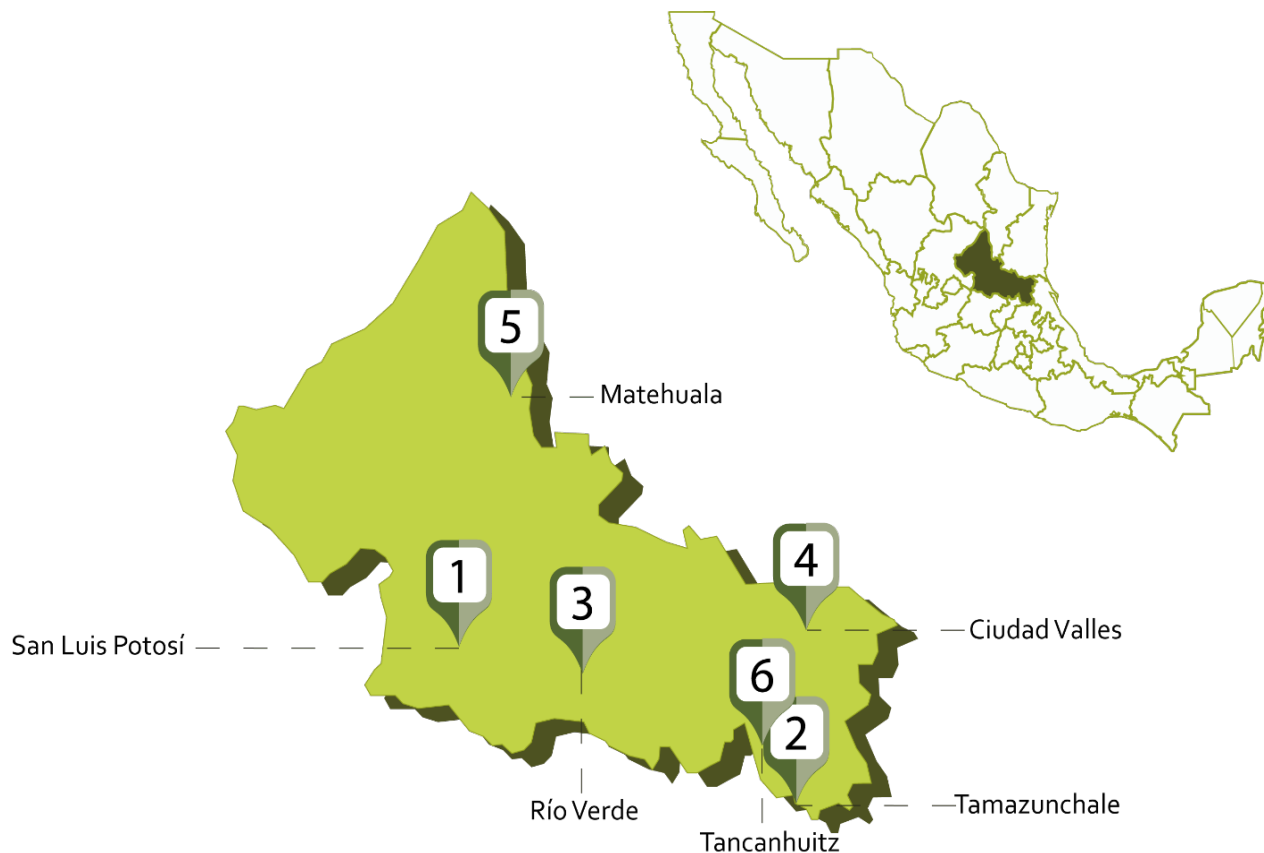 5
Matehuala
4
1
3
Ciudad Valles
San Luis Potosí
6
2
Río Verde
Tamazunchale
Tancanhuitz